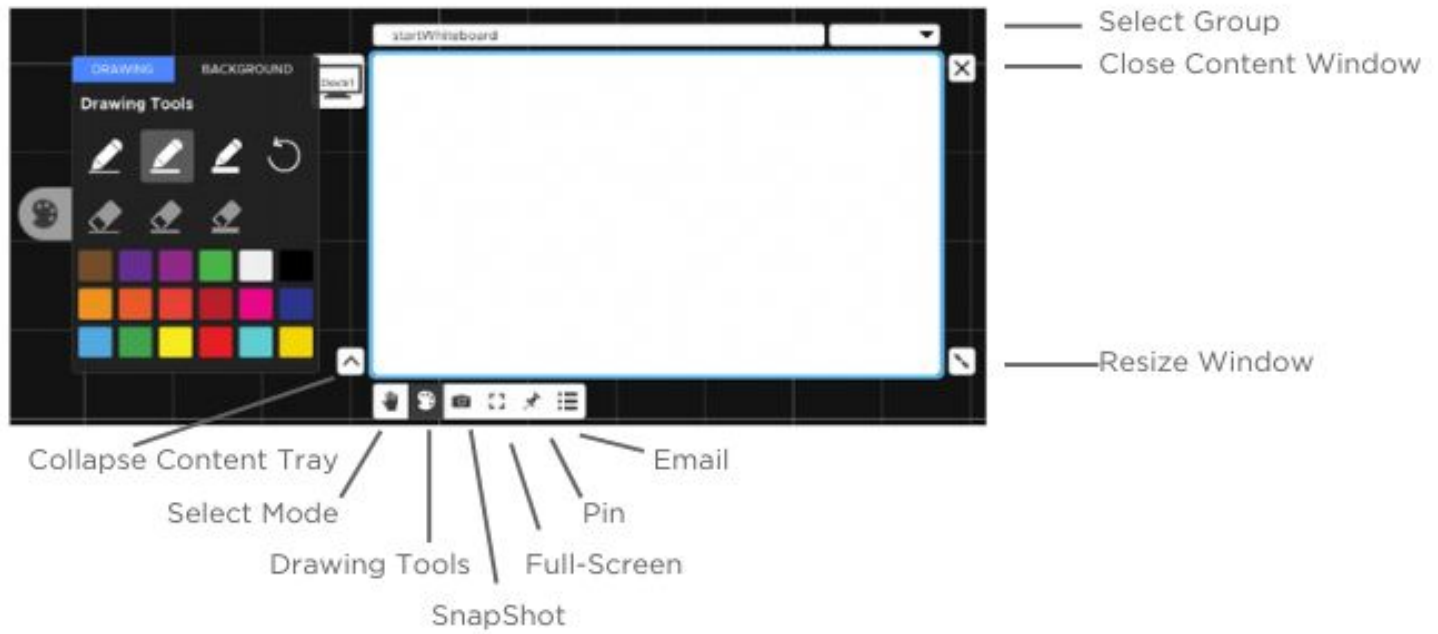 Select Group
startWhiteboard
Close Content Window
DRAWING BACKGROUND
Drawing Tools
Resize Window
Collapse Content Tray
Email
Select Mode
Pin
Drawing Tools
Full-Screen
SnapShot